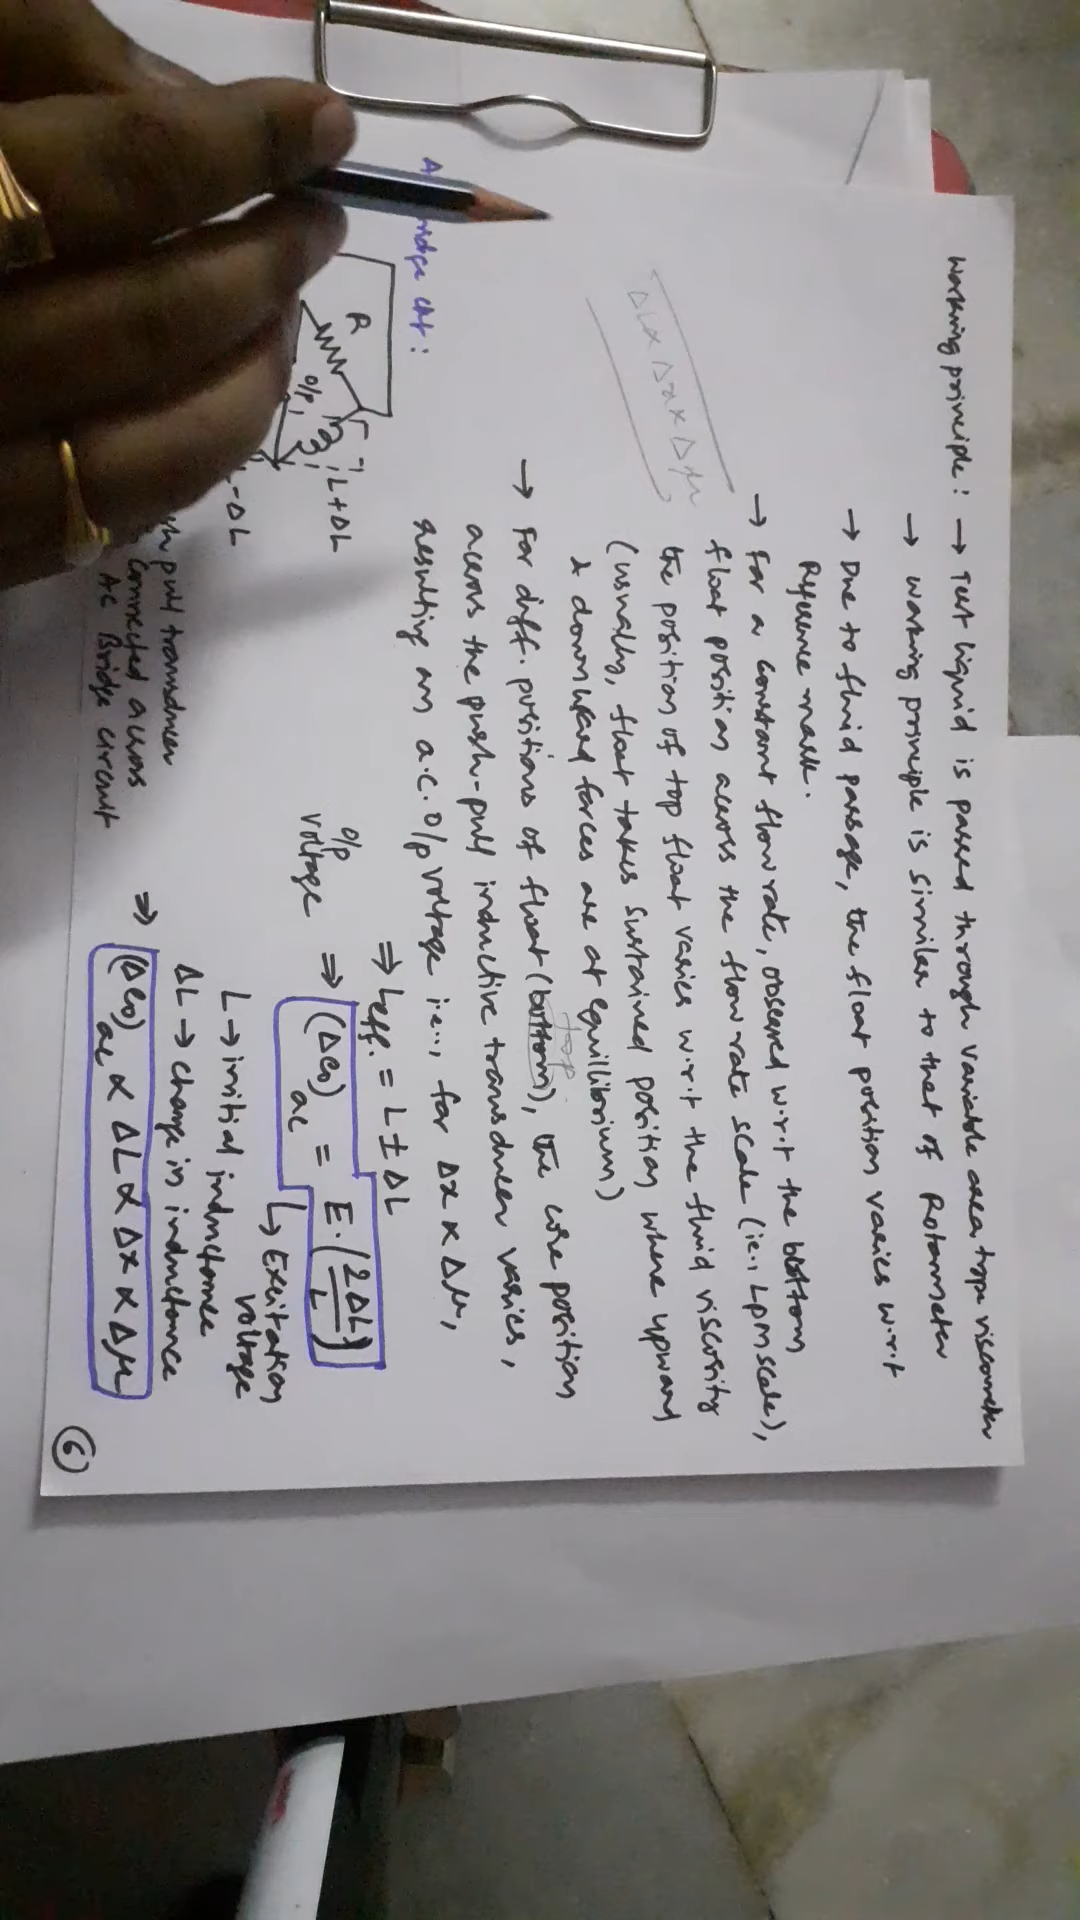 Working principle: → Test liquid is passed through variable area type viscometer
→ Working principle is similar to that of Rotameter
→ Due to fluid passage, the float position varies w.r.t
Reference mark.
→ For a constant flow rate, observed w.r.t the bottom
float position across the flow rate scale (i.e., LPM scale),
the position of top float varies w.r.t the fluid viscosity
(usually, float takes sustained position where upward
& downward forces are at equillibrium)
ΔL α Δx α Δμ
→ For diff. positions of float (bottom), the core position
top
across the push-pull inductive transducer varies,
resulting an a.c. o/p voltage i.e., for Δx α Δμ,
ridge ckt:
⇒ Leff. = L ± ΔL
R
L+ΔL
o/p
-ΔL
o/p
voltage ⇒ (Δeo)ac = E.(2ΔL/L)
↳ Excitation
voltage
L → initial inductance
ΔL → change in inductance
pull transducer
Connected across
AC Bridge circuit
⇒ (Δeo)ac α ΔL α Δx α Δμ
6